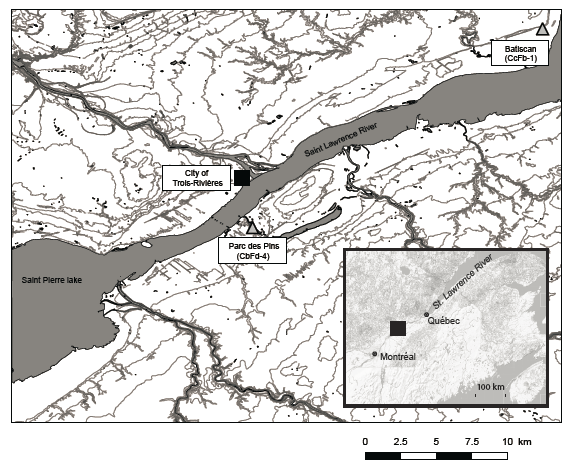 Batiscan
(CcFb-1)
Saint Lawrence River
City of
Trois-Rivières
Parc des Pins
(CbFd-4)
Saint Pierre lake
St. Lawrence River
Québec
Montréal
100 km
0 2.5 5 7.5 10 km